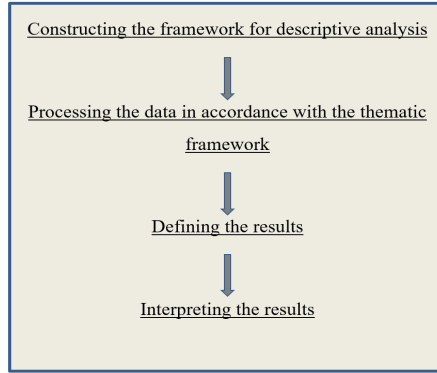 Constructing the framework for descriptive analysis
Processing the data in accordance with the thematic
framework
Defining the results
Interpreting the results